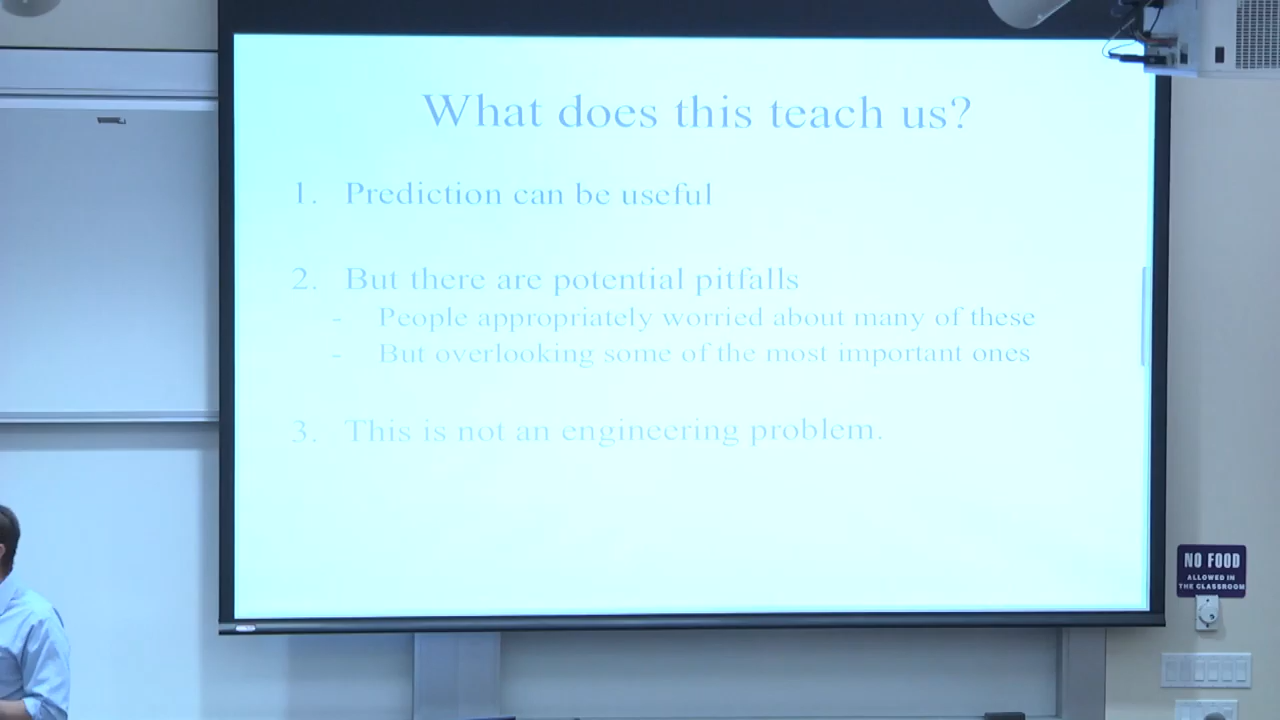 What does this teach us?
1. Prediction can be useful
2. But there are potential pitfalls
- People appropriately worried about many of these
- But overlooking some of the most important ones
3. This is not an engineering problem.
NO FOOD
ALLOWED IN
THE CLASSROOM